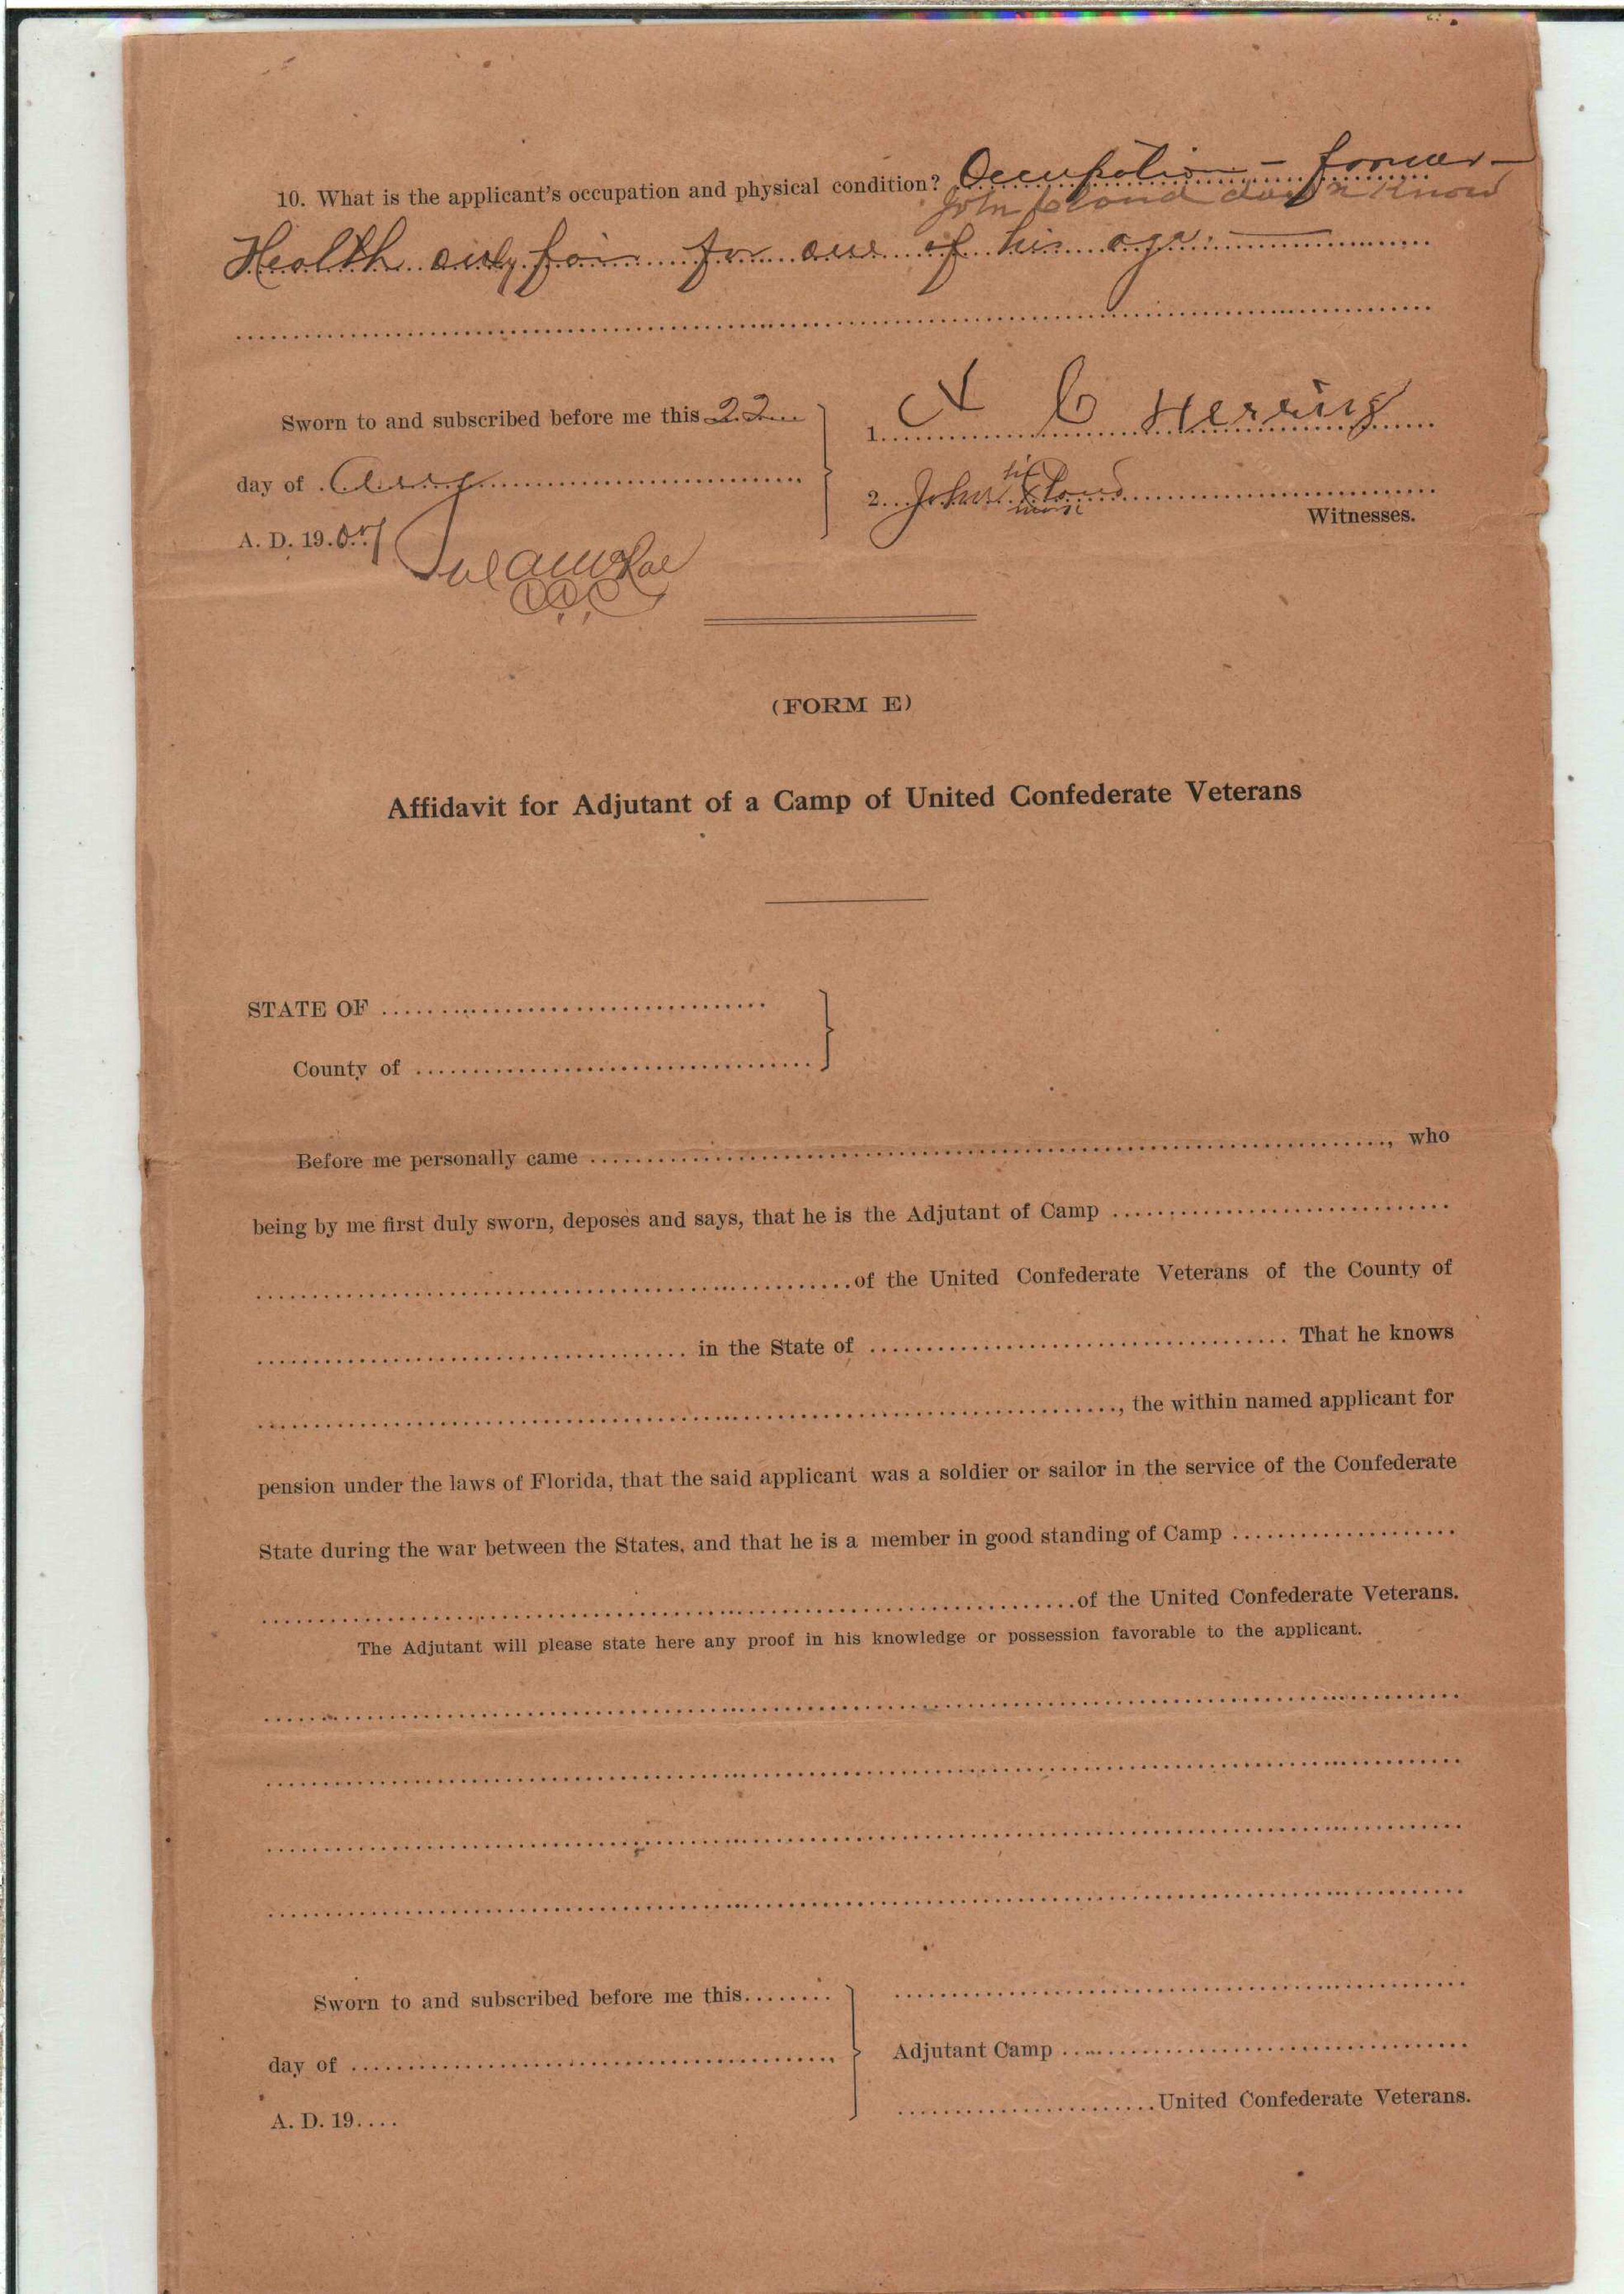 10. What is the applicant's occupation and physical condition? Occupation – farmer –
John Cloud don't know
Health only fair for one of his age.
Sworn to and subscribed before me this 22
day of Aug
A. D. 1907
1. A C Herring
his
2. John X Cloud
mark
Witnesses.
(FORM E)
Affidavit for Adjutant of a Camp of United Confederate Veterans
STATE OF
County of
Before me personally came , who
being by me first duly sworn, deposes and says, that he is the Adjutant of Camp
of the United Confederate Veterans of the County of
in the State of That he knows
, the within named applicant for
pension under the laws of Florida, that the said applicant was a soldier or sailor in the service of the Confederate
State during the war between the States, and that he is a member in good standing of Camp
of the United Confederate Veterans.
The Adjutant will please state here any proof in his knowledge or possession favorable to the applicant.
Sworn to and subscribed before me this
day of
A. D. 19
Adjutant Camp
United Confederate Veterans.